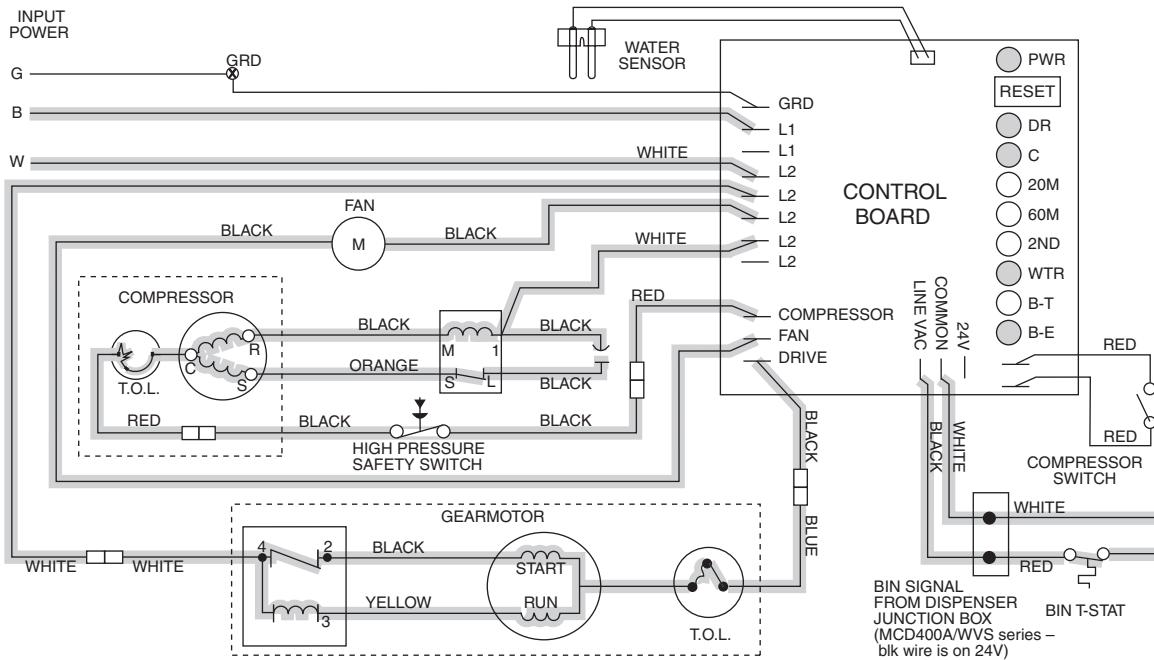 INPUT
POWER
G
GRD
B
W
WHITE
WATER
SENSOR
GRD
L1
L1
L2
L2
L2
L2
L2
COMPRESSOR
FAN
DRIVE
CONTROL
BOARD
PWR
RESET
DR
C
20M
60M
2ND
WTR
B-T
B-E
LINE VAC
COMMON
24V
FAN
M
BLACK
BLACK
WHITE
COMPRESSOR
T.O.L.
C
R
S
BLACK
ORANGE
M
1
S
L
BLACK
BLACK
RED
RED
BLACK
BLACK
HIGH PRESSURE
SAFETY SWITCH
BLACK
BLUE
GEARMOTOR
WHITE
WHITE
4
2
3
BLACK
YELLOW
START
RUN
T.O.L.
BLACK
WHITE
RED
RED
COMPRESSOR
SWITCH
WHITE
RED
BIN T-STAT
BIN SIGNAL
FROM DISPENSER
JUNCTION BOX
(MCD400A/WVS series –
blk wire is on 24V)